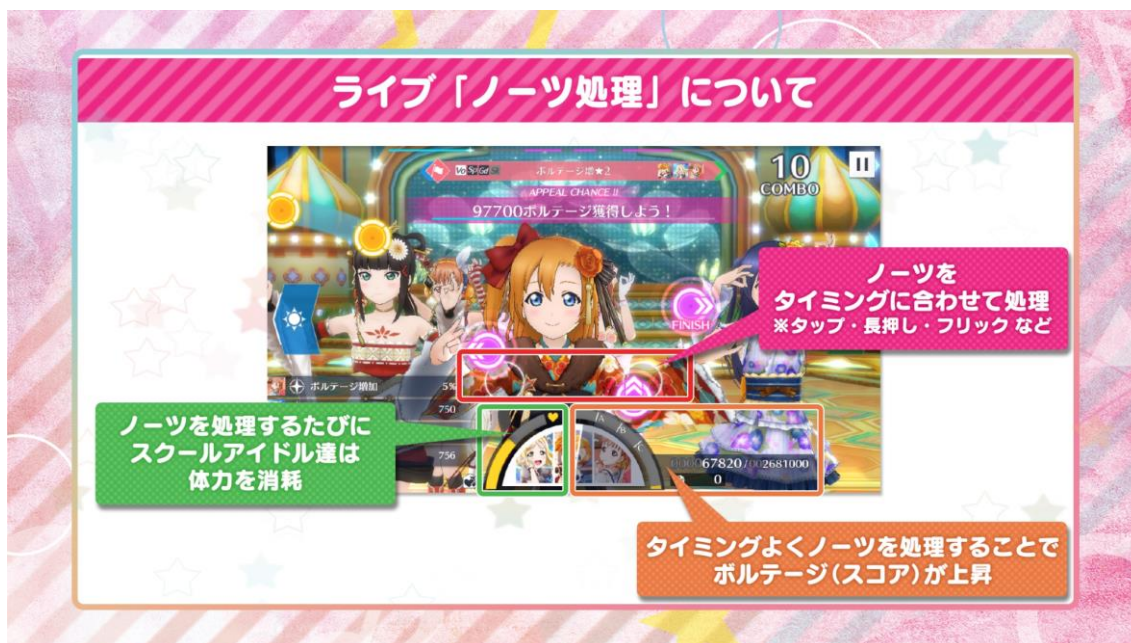 ライブ「ノーツ処理」について
Vo Sp Gd Sk
ボルテージ増★2
APPEAL CHANCE !!
97700ボルテージ獲得しよう！
10
COMBO
ノーツを
タイミングに合わせて処理
※タップ・長押し・フリック など
FINISH
ボルテージ増加
5%
750
756
ノーツを処理するたびに
スクールアイドル達は
体力を消耗
67820/002681000
0
タイミングよくノーツを処理することで
ボルテージ（スコア）が上昇